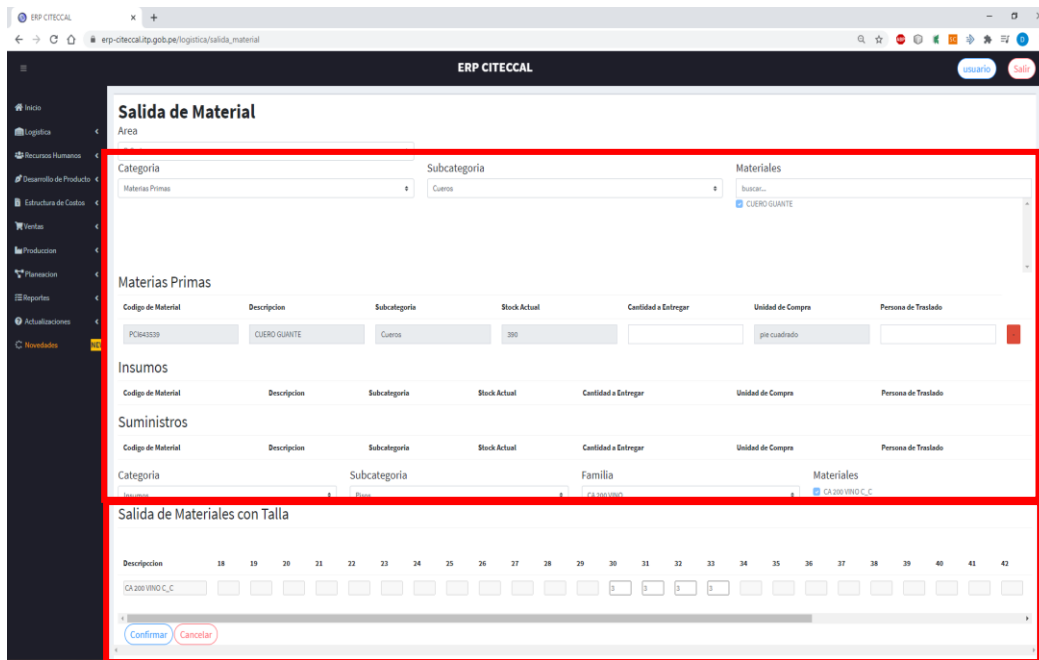 ERP CITECCAL
erp-citeccal.itp.gob.pe/logistica/salida_material
ERP CITECCAL
usuario
Salir
Inicio
Logistica
Recursos Humanos
Desarrollo de Producto
Estructura de Costos
Ventas
Produccion
Planeacion
Reportes
Actualizaciones
Novedades
Salida de Material
Area
Categoria Subcategoria Materiales
Materias Primas Cueros buscar...
CUERO GUANTE
Materias Primas
Codigo de Material Descripcion Subcategoria Stock Actual Cantidad a Entregar Unidad de Compra Persona de Traslado
PCI643539 CUERO GUANTE Cueros 390 pie cuadrado -
Insumos
Codigo de Material Descripcion Subcategoria Stock Actual Cantidad a Entregar Unidad de Compra Persona de Traslado
Suministros
Codigo de Material Descripcion Subcategoria Stock Actual Cantidad a Entregar Unidad de Compra Persona de Traslado
Categoria Subcategoria Familia Materiales
Insumos Pisos CA 200 VINO CA 200 VINO C_C
Salida de Materiales con Talla
Descripccion 18 19 20 21 22 23 24 25 26 27 28 29 30 31 32 33 34 35 36 37 38 39 40 41 42
CA 200 VINO C_C 3 3 3 3
Confirmar Cancelar